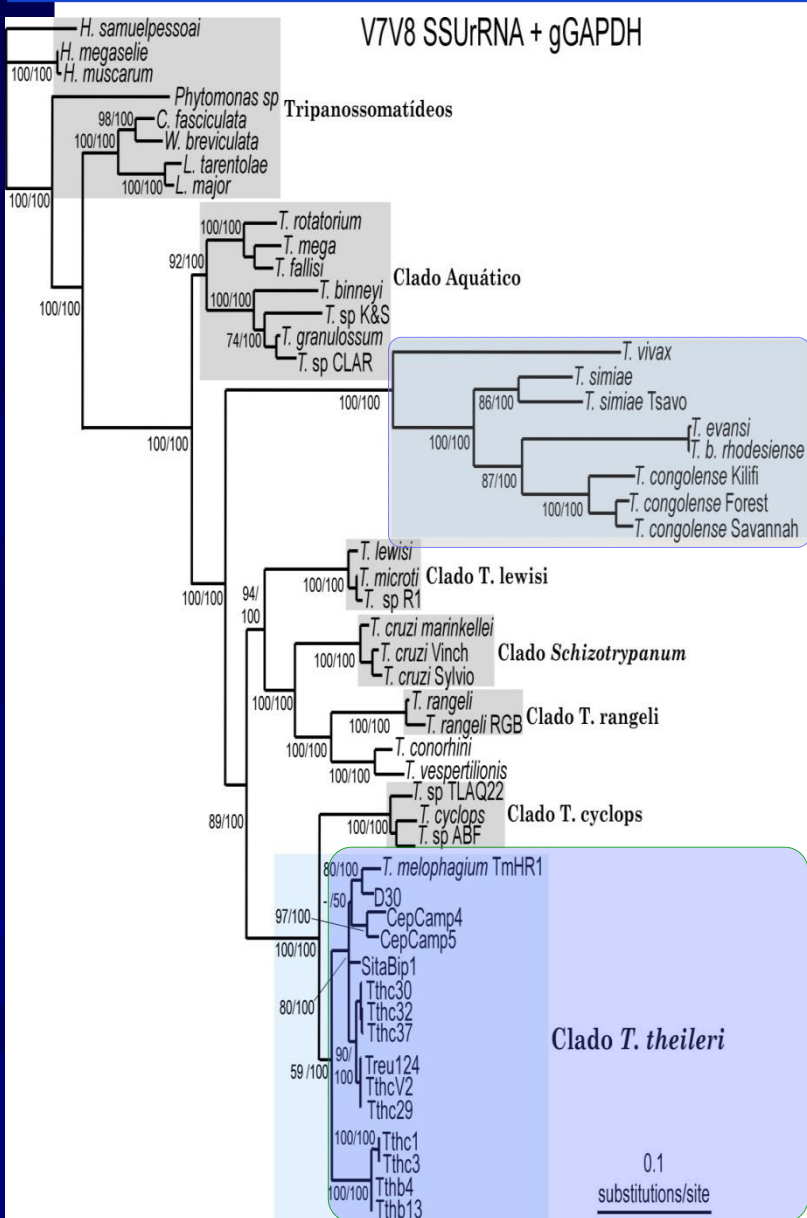 V7V8 SSUrRNA + gGAPDH
H. samuelpessoai
H. megaselie
100/100
H. muscarum
Phytomonas sp
Tripanossomatídeos
98/100
C. fasciculata
100/100
W. breviculata
L. tarentolae
100/100
L. major
100/100
100/100
T. rotatorium
100/100
T. mega
T. fallisi
92/100
Clado Aquático
T. binneyi
100/100
T. sp K&S
74/100
T. granulossum
T. sp CLAR
100/100
T. vivax
100/100
T. simiae
86/100
T. simiae Tsavo
100/100
T. evansi
T. b. rhodesiense
87/100
T. congolense Kilifi
100/100
T. congolense Forest
T. congolense Savannah
100/100
T. lewisi
100/100
T. microti
T. sp R1
Clado T. lewisi
94/
100
T. cruzi marinkellei
100/100
T. cruzi Vinch
T. cruzi Sylvio
Clado Schizotrypanum
100/100
T. rangeli
100/100
T. rangeli RGB
Clado T. rangeli
100/100
T. conorhini
100/100
T. vespertilionis
89/100
T. sp TLAQ22
100/100
T. cyclops
T. sp ABF
Clado T. cyclops
100/100
80/100
T. melophagium TmHR1
- /50
D30
97/100
CepCamp4
CepCamp5
SitaBip1
80/100
Tthc30
Tthc32
Tthc37
90/
100
Treu124
TthcV2
Tthc29
59 /100
Clado T. theileri
100/100
Tthc1
Tthc3
100/100
Tthb4
Tthb13
0.1
substitutions/site